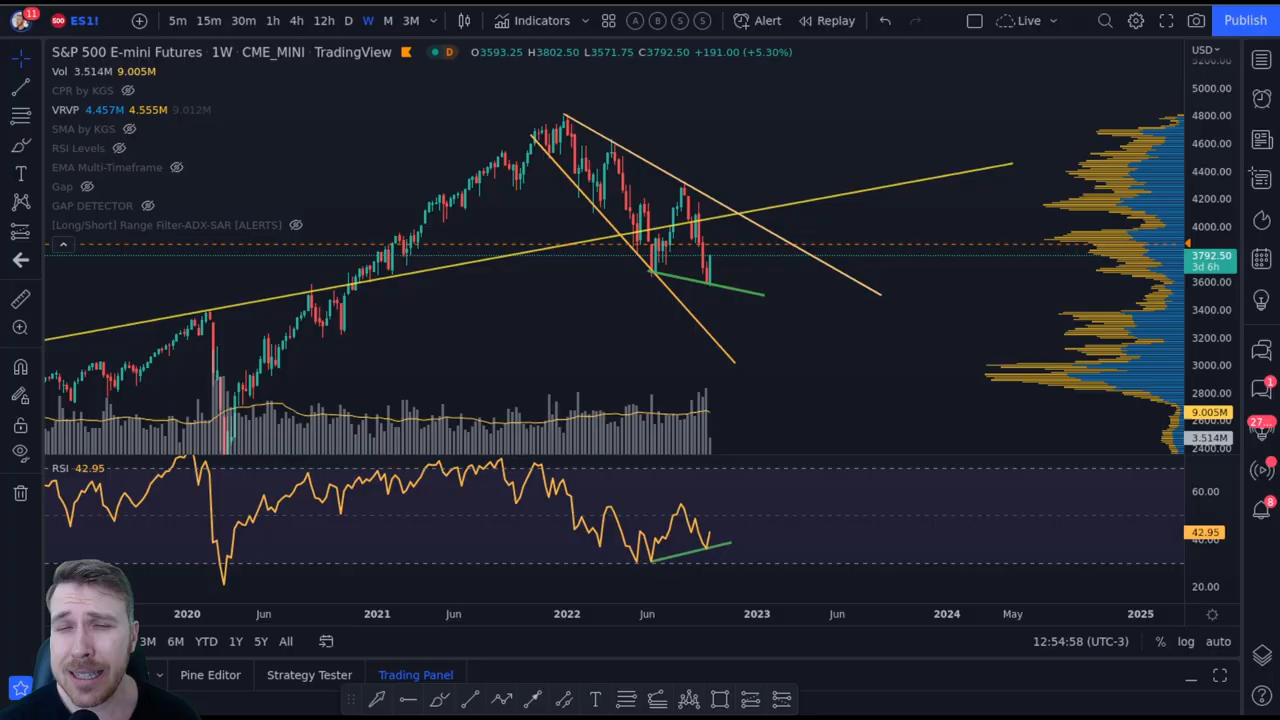 11 500 ES1! 5m 15m 30m 1h 4h 12h D W M 3M Indicators A B S S Alert Replay Live Publish
S&P 500 E-mini Futures · 1W · CME_MINI · TradingView D O3593.25 H3802.50 L3571.75 C3792.50 +191.00 (+5.30%) USD
Vol 3.514M 9.005M
CPR by KGS
VRVP 4.457M 4.555M 9.012M
SMA by KGS
RSI Levels
EMA Multi-Timeframe
Gap
GAP DETECTOR
[Long/Short] Range Filter-ADX-SAR [ALERTS]
5200.00
5000.00
4800.00
4600.00
4400.00
4200.00
4000.00
3792.50
3d 6h
3600.00
3400.00
3200.00
3000.00
2800.00
9.005M
2600.00
3.514M
2400.00
1
27...
8
RSI 42.95
60.00
42.95
40.00
20.00
2020 Jun 2021 Jun 2022 Jun 2023 Jun 2024 May 2025
3M 6M YTD 1Y 5Y All 12:54:58 (UTC-3) % log auto
Pine Editor Strategy Tester Trading Panel